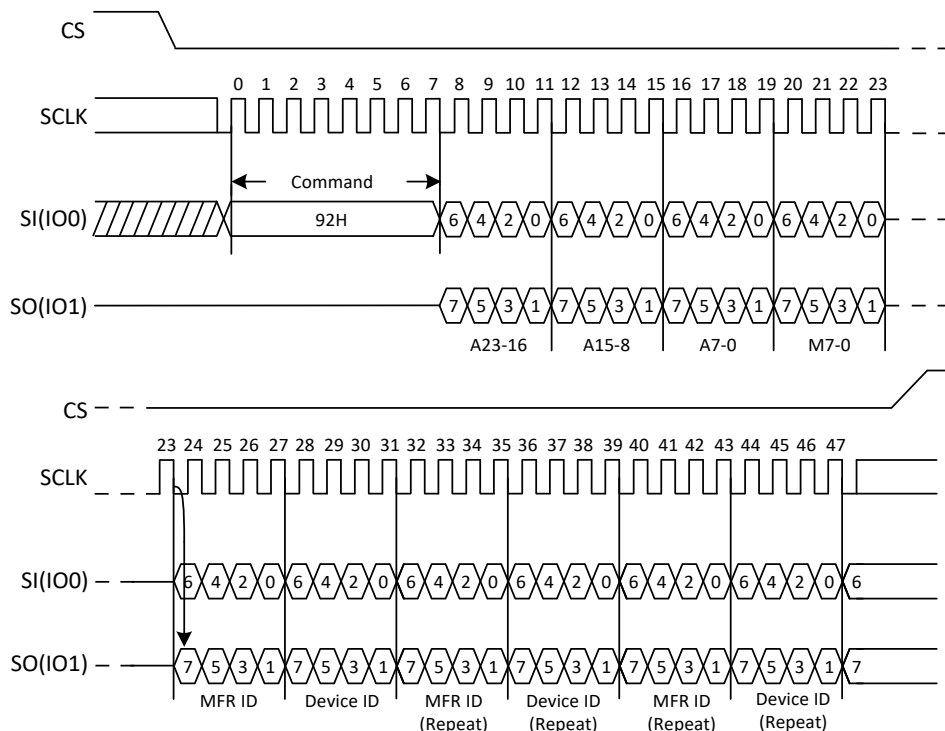 CS
0 1 2 3 4 5 6 7 8 9 10 11 12 13 14 15 16 17 18 19 20 21 22 23
SCLK
Command
SI(IO0) 92H 6 4 2 0 6 4 2 0 6 4 2 0 6 4 2 0
SO(IO1) 7 5 3 1 7 5 3 1 7 5 3 1 7 5 3 1
A23-16 A15-8 A7-0 M7-0
CS
23 24 25 26 27 28 29 30 31 32 33 34 35 36 37 38 39 40 41 42 43 44 45 46 47
SCLK
SI(IO0) 6 4 2 0 6 4 2 0 6 4 2 0 6 4 2 0 6 4 2 0 6 4 2 0 6
SO(IO1) 7 5 3 1 7 5 3 1 7 5 3 1 7 5 3 1 7 5 3 1 7 5 3 1 7
MFR ID Device ID MFR ID Device ID MFR ID Device ID
(Repeat) (Repeat) (Repeat) (Repeat)